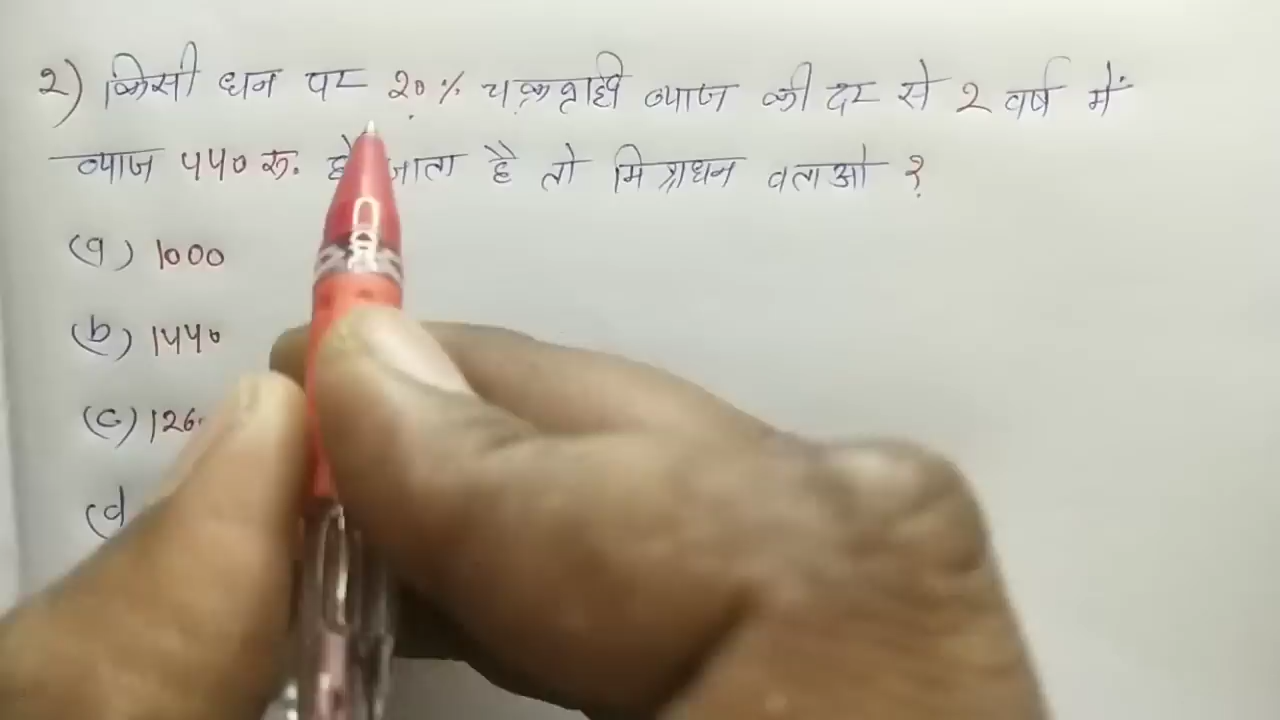 2) किसी धन पर 20% चक्रवृद्धि ब्याज की दर से 2 वर्ष में
ब्याज 440 रु. हो जाता है तो मिश्रधन बताओ ?
(a) 1000
(b) 1440
(c) 126
(d